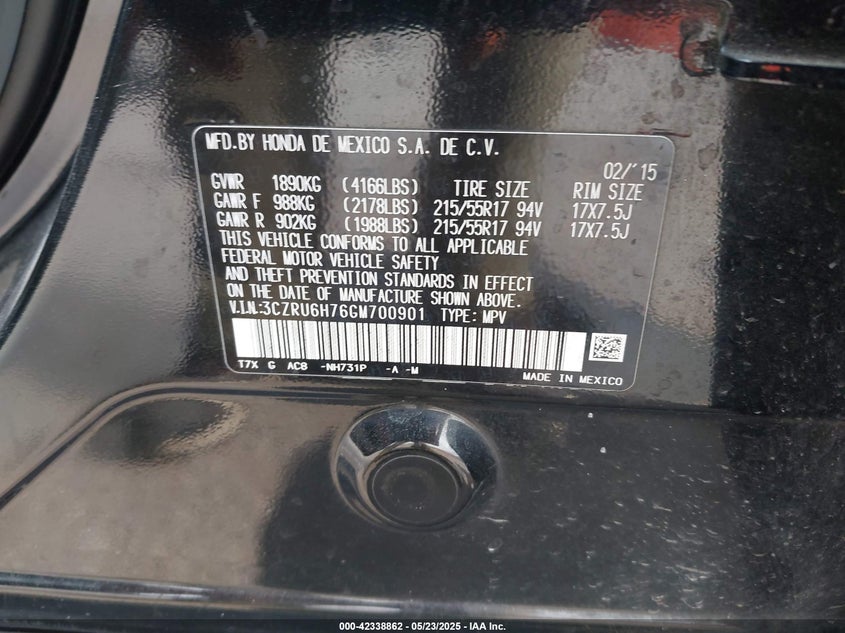 MFD.BY HONDA DE MEXICO S.A. DE C.V.
02/'15
GVWR 1890KG (4166LBS) TIRE SIZE RIM SIZE
GAWR F 988KG (2178LBS) 215/55R17 94V 17X7.5J
GAWR R 902KG (1988LBS) 215/55R17 94V 17X7.5J
THIS VEHICLE CONFORMS TO ALL APPLICABLE
FEDERAL MOTOR VEHICLE SAFETY
AND THEFT PREVENTION STANDARDS IN EFFECT
ON THE DATE OF MANUFACTURE SHOWN ABOVE.
V.I.N.:3CZRU6H76GM700901 TYPE: MPV
T7X G AC8 -NH731P -A -M
MADE IN MEXICO
000-42338862 - 05/23/2025 - IAA Inc.